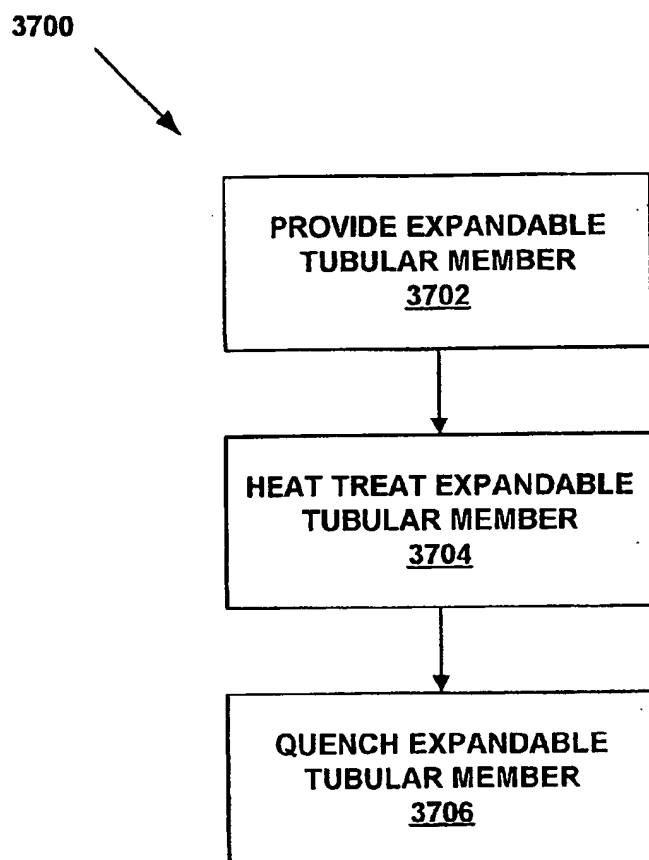 3700
PROVIDE EXPANDABLE
TUBULAR MEMBER
3702
HEAT TREAT EXPANDABLE
TUBULAR MEMBER
3704
QUENCH EXPANDABLE
TUBULAR MEMBER
3706